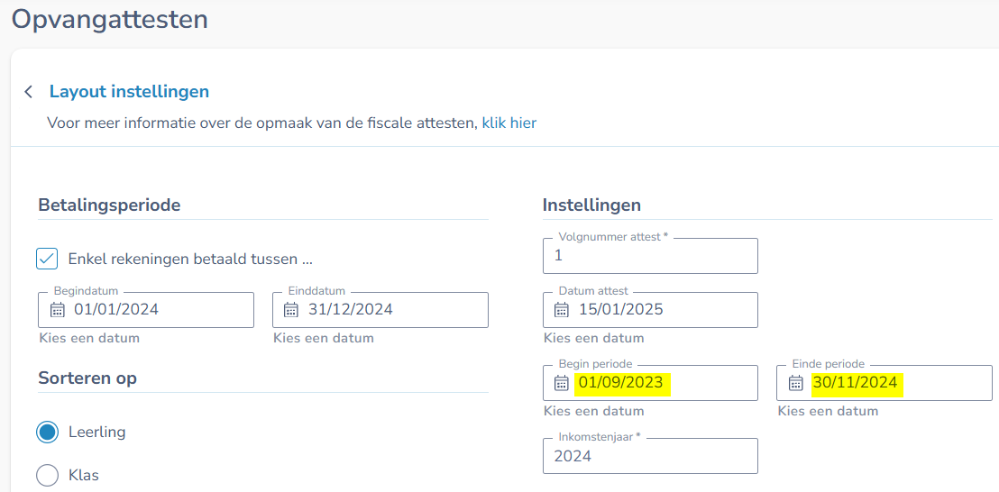 Opvangattesten
Layout instellingen
Voor meer informatie over de opmaak van de fiscale attesten, klik hier
Betalingsperiode
Enkel rekeningen betaald tussen ...
Begindatum
01/01/2024
Kies een datum
Einddatum
31/12/2024
Kies een datum
Sorteren op
Leerling
Klas
Instellingen
Volgnummer attest *
1
Datum attest
15/01/2025
Kies een datum
Begin periode
01/09/2023
Kies een datum
Einde periode
30/11/2024
Kies een datum
Inkomstenjaar *
2024